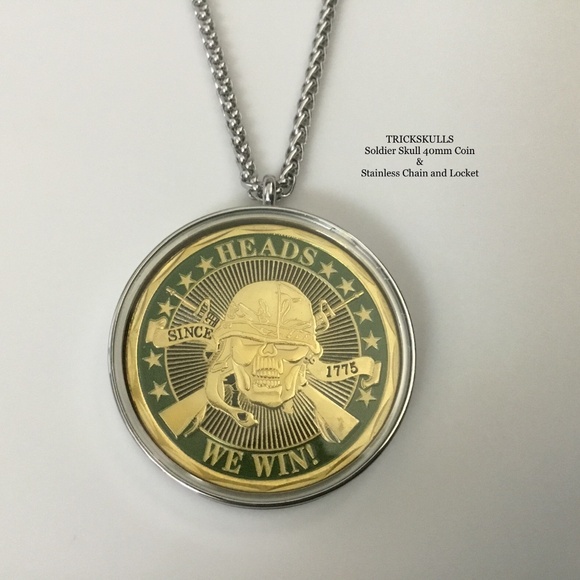 TRICKSKULLS
Soldier Skull 40mm Coin
&
Stainless Chain and Locket
HEADS
SINCE
1775
WE WIN!